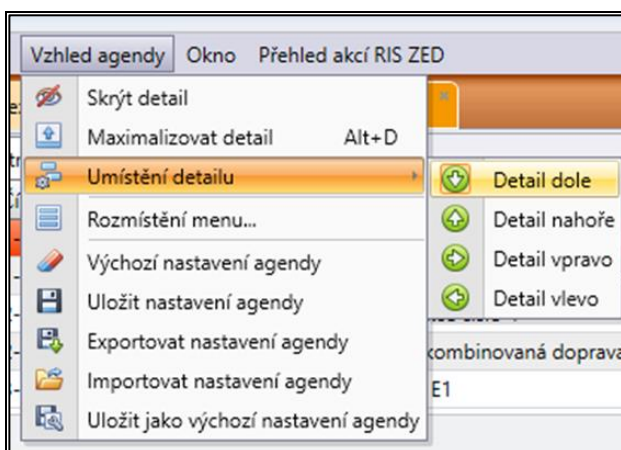 Vzhled agendy Okno Přehled akcí RIS ZED
Skrýt detail
Maximalizovat detail Alt+D
Umístění detailu
Detail dole
Rozmístění menu...
Detail nahoře
Výchozí nastavení agendy
Detail vpravo
Uložit nastavení agendy
Detail vlevo
Exportovat nastavení agendy
kombinovaná doprava
Importovat nastavení agendy
E1
Uložit jako výchozí nastavení agendy